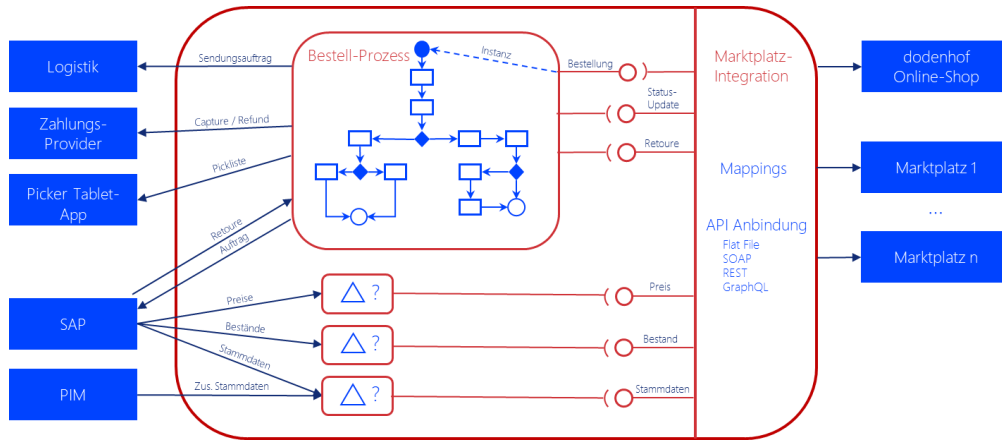 Logistik
Zahlungs-
Provider
Picker Tablet-
App
SAP
PIM
Sendungsauftrag
Capture / Refund
Pickliste
Retoure
Auftrag
Preise
Bestände
Stammdaten
Zus. Stammdaten
Bestell-Prozess
Instanz
△ ?
△ ?
△ ?
Bestellung
Status-
Update
Retoure
Preis
Bestand
Stammdaten
Marktplatz-
Integration
Mappings
API Anbindung
Flat File
SOAP
REST
GraphQL
dodenhof
Online-Shop
Marktplatz 1
...
Marktplatz n